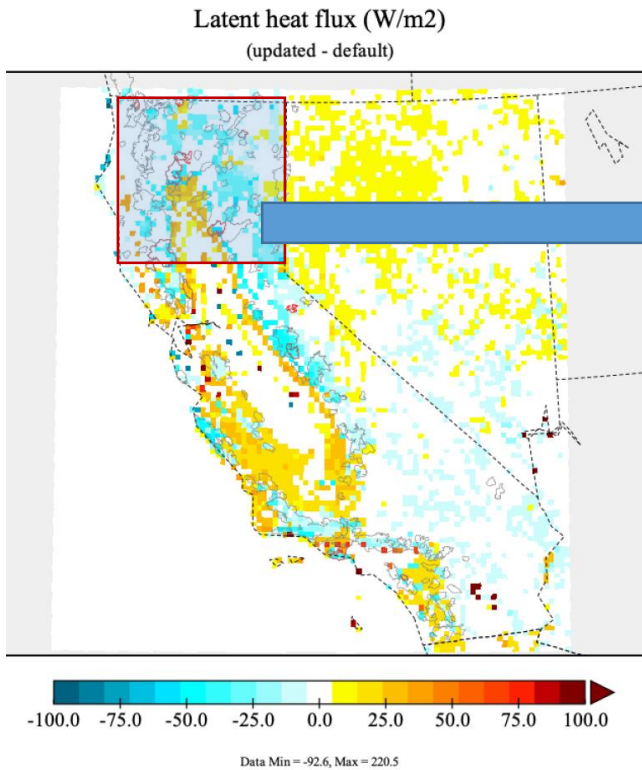 Latent heat flux (W/m2)
(updated - default)
-100.0 -75.0 -50.0 -25.0 0.0 25.0 50.0 75.0 100.0
Data Min = -92.6, Max = 220.5